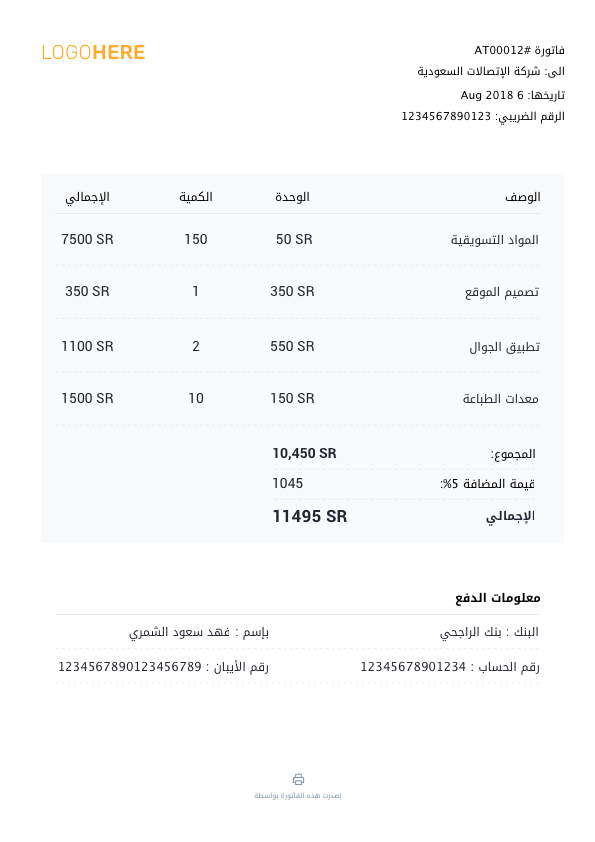 LOGOHERE
فاتورة #AT00012
الى: شركة الإتصالات السعودية
تاريخها: 6 Aug 2018
الرقم الضريبي: 1234567890123
الوصف الوحدة الكمية الإجمالي
المواد التسويقية 50 SR 150 7500 SR
تصميم الموقع 350 SR 1 350 SR
تطبيق الجوال 550 SR 2 1100 SR
معدات الطباعة 150 SR 10 1500 SR
المجموع: 10,450 SR
قيمة المضافة 5%: 1045
الإجمالي 11495 SR
معلومات الدفع
البنك : بنك الراجحي بإسم : فهد سعود الشمري
رقم الحساب : 12345678901234 رقم الأيبان : 1234567890123456789
إصدرت هذه الفاتورة بواسطة